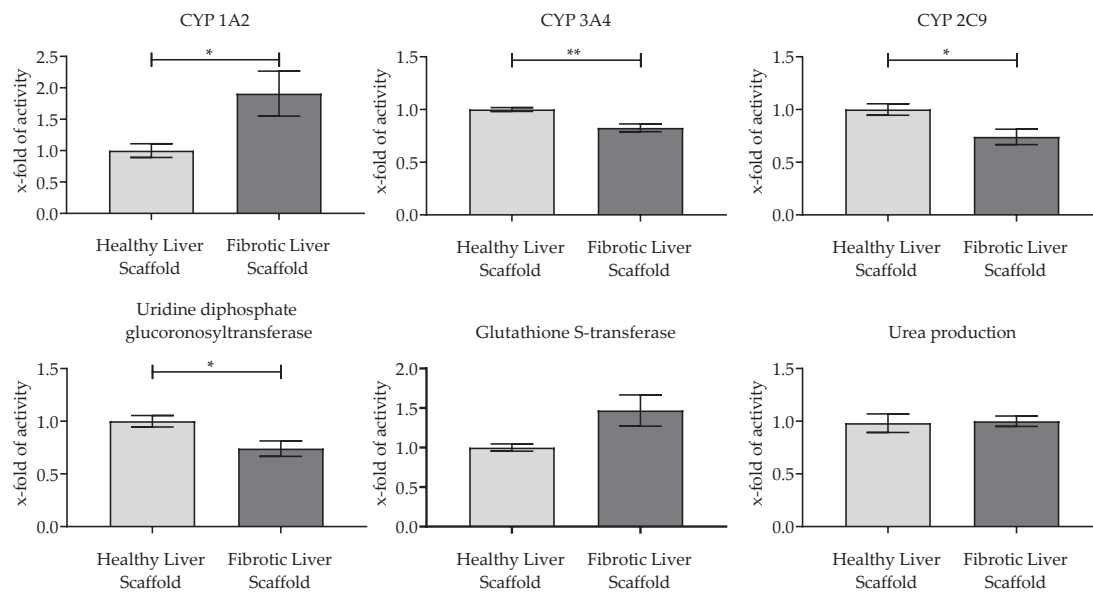 CYP 1A2
*
x-fold of activity
2.5
2.0
1.5
1.0
0.5
0.0
Healthy Liver
Scaffold
Fibrotic Liver
Scaffold
CYP 3A4
**
x-fold of activity
1.5
1.0
0.5
0.0
Healthy Liver
Scaffold
Fibrotic Liver
Scaffold
CYP 2C9
*
x-fold of activity
1.5
1.0
0.5
0.0
Healthy Liver
Scaffold
Fibrotic Liver
Scaffold
Uridine diphosphate
glucoronosyltransferase
*
x-fold of activity
1.5
1.0
0.5
0.0
Healthy Liver
Scaffold
Fibrotic Liver
Scaffold
Glutathione S-transferase
x-fold of activity
2.0
1.5
1.0
0.5
0.0
Healthy Liver
Scaffold
Fibrotic Liver
Scaffold
Urea production
x-fold of activity
1.5
1.0
0.5
0.0
Healthy Liver
Scaffold
Fibrotic Liver
Scaffold